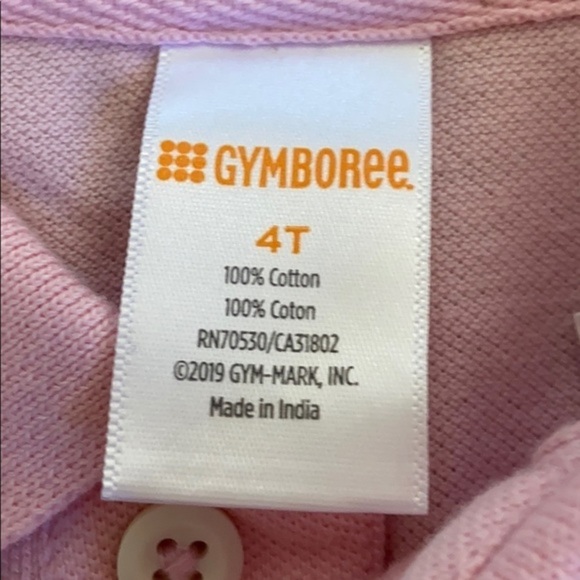 GYMBOREE
4T
100% Cotton
100% Coton
RN70530/CA31802
©2019 GYM-MARK, INC.
Made in India